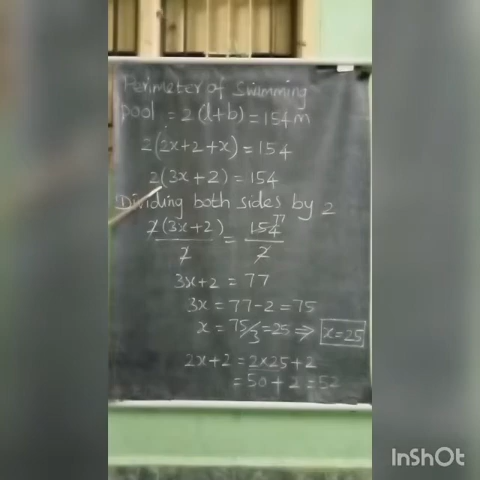 Perimeter of Swimming
pool = 2(l+b) = 154m
2(2x+2+x) = 154
2(3x+2) = 154
Dividing both sides by 2
2(3x+2)/2 = 154/2 77
3x+2 = 77
3x = 77-2 = 75
x = 75/3 = 25 ⇒ x=25
2x+2 = 2×25+2
= 50+2 = 52
InShOt